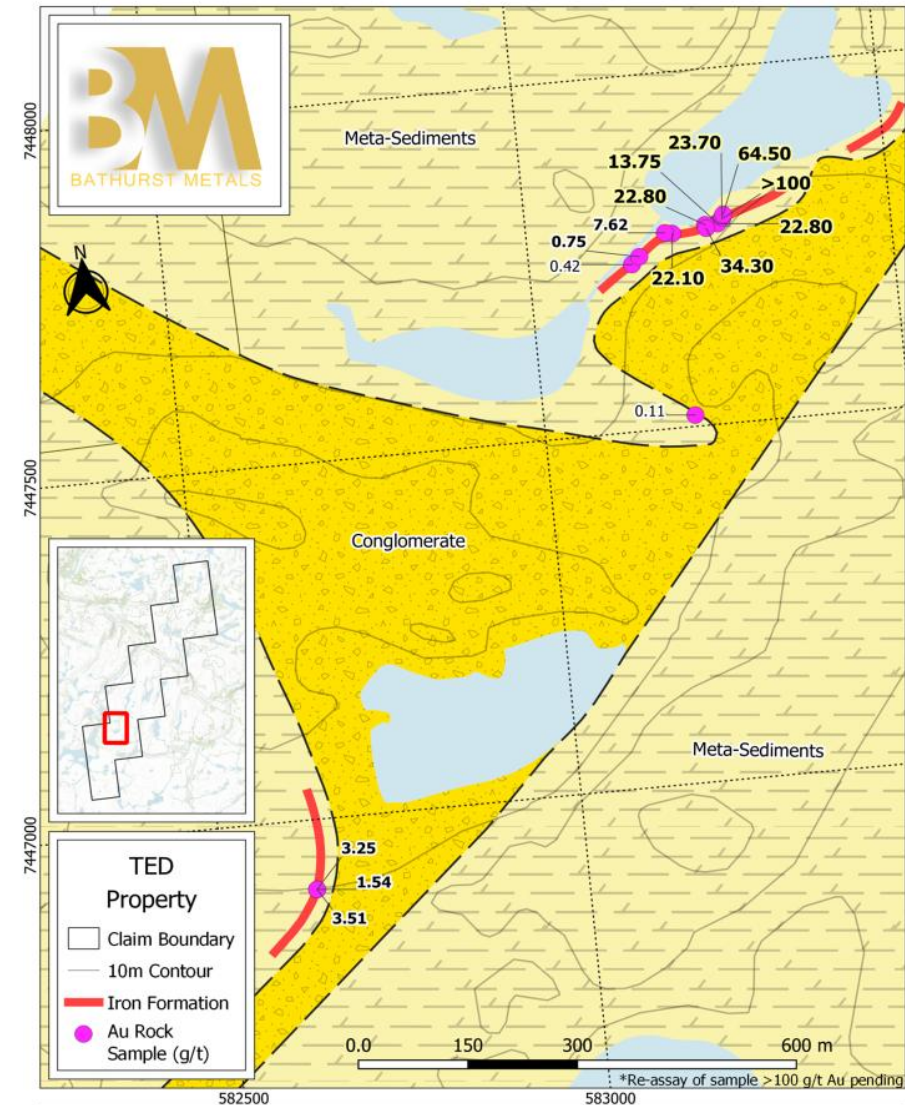 BM
BATHURST METALS
Meta-Sediments
23.70
13.75
64.50
22.80
>100
7.62
22.80
0.75
0.42
22.10
34.30
N
0.11
Conglomerate
Meta-Sediments
3.25
1.54
3.51
TED
Property
Claim Boundary
10m Contour
Iron Formation
Au Rock
Sample (g/t)
0.0 150 300 600 m
*Re-assay of sample >100 g/t Au pending
7448000
7447500
7447000
582500 583000